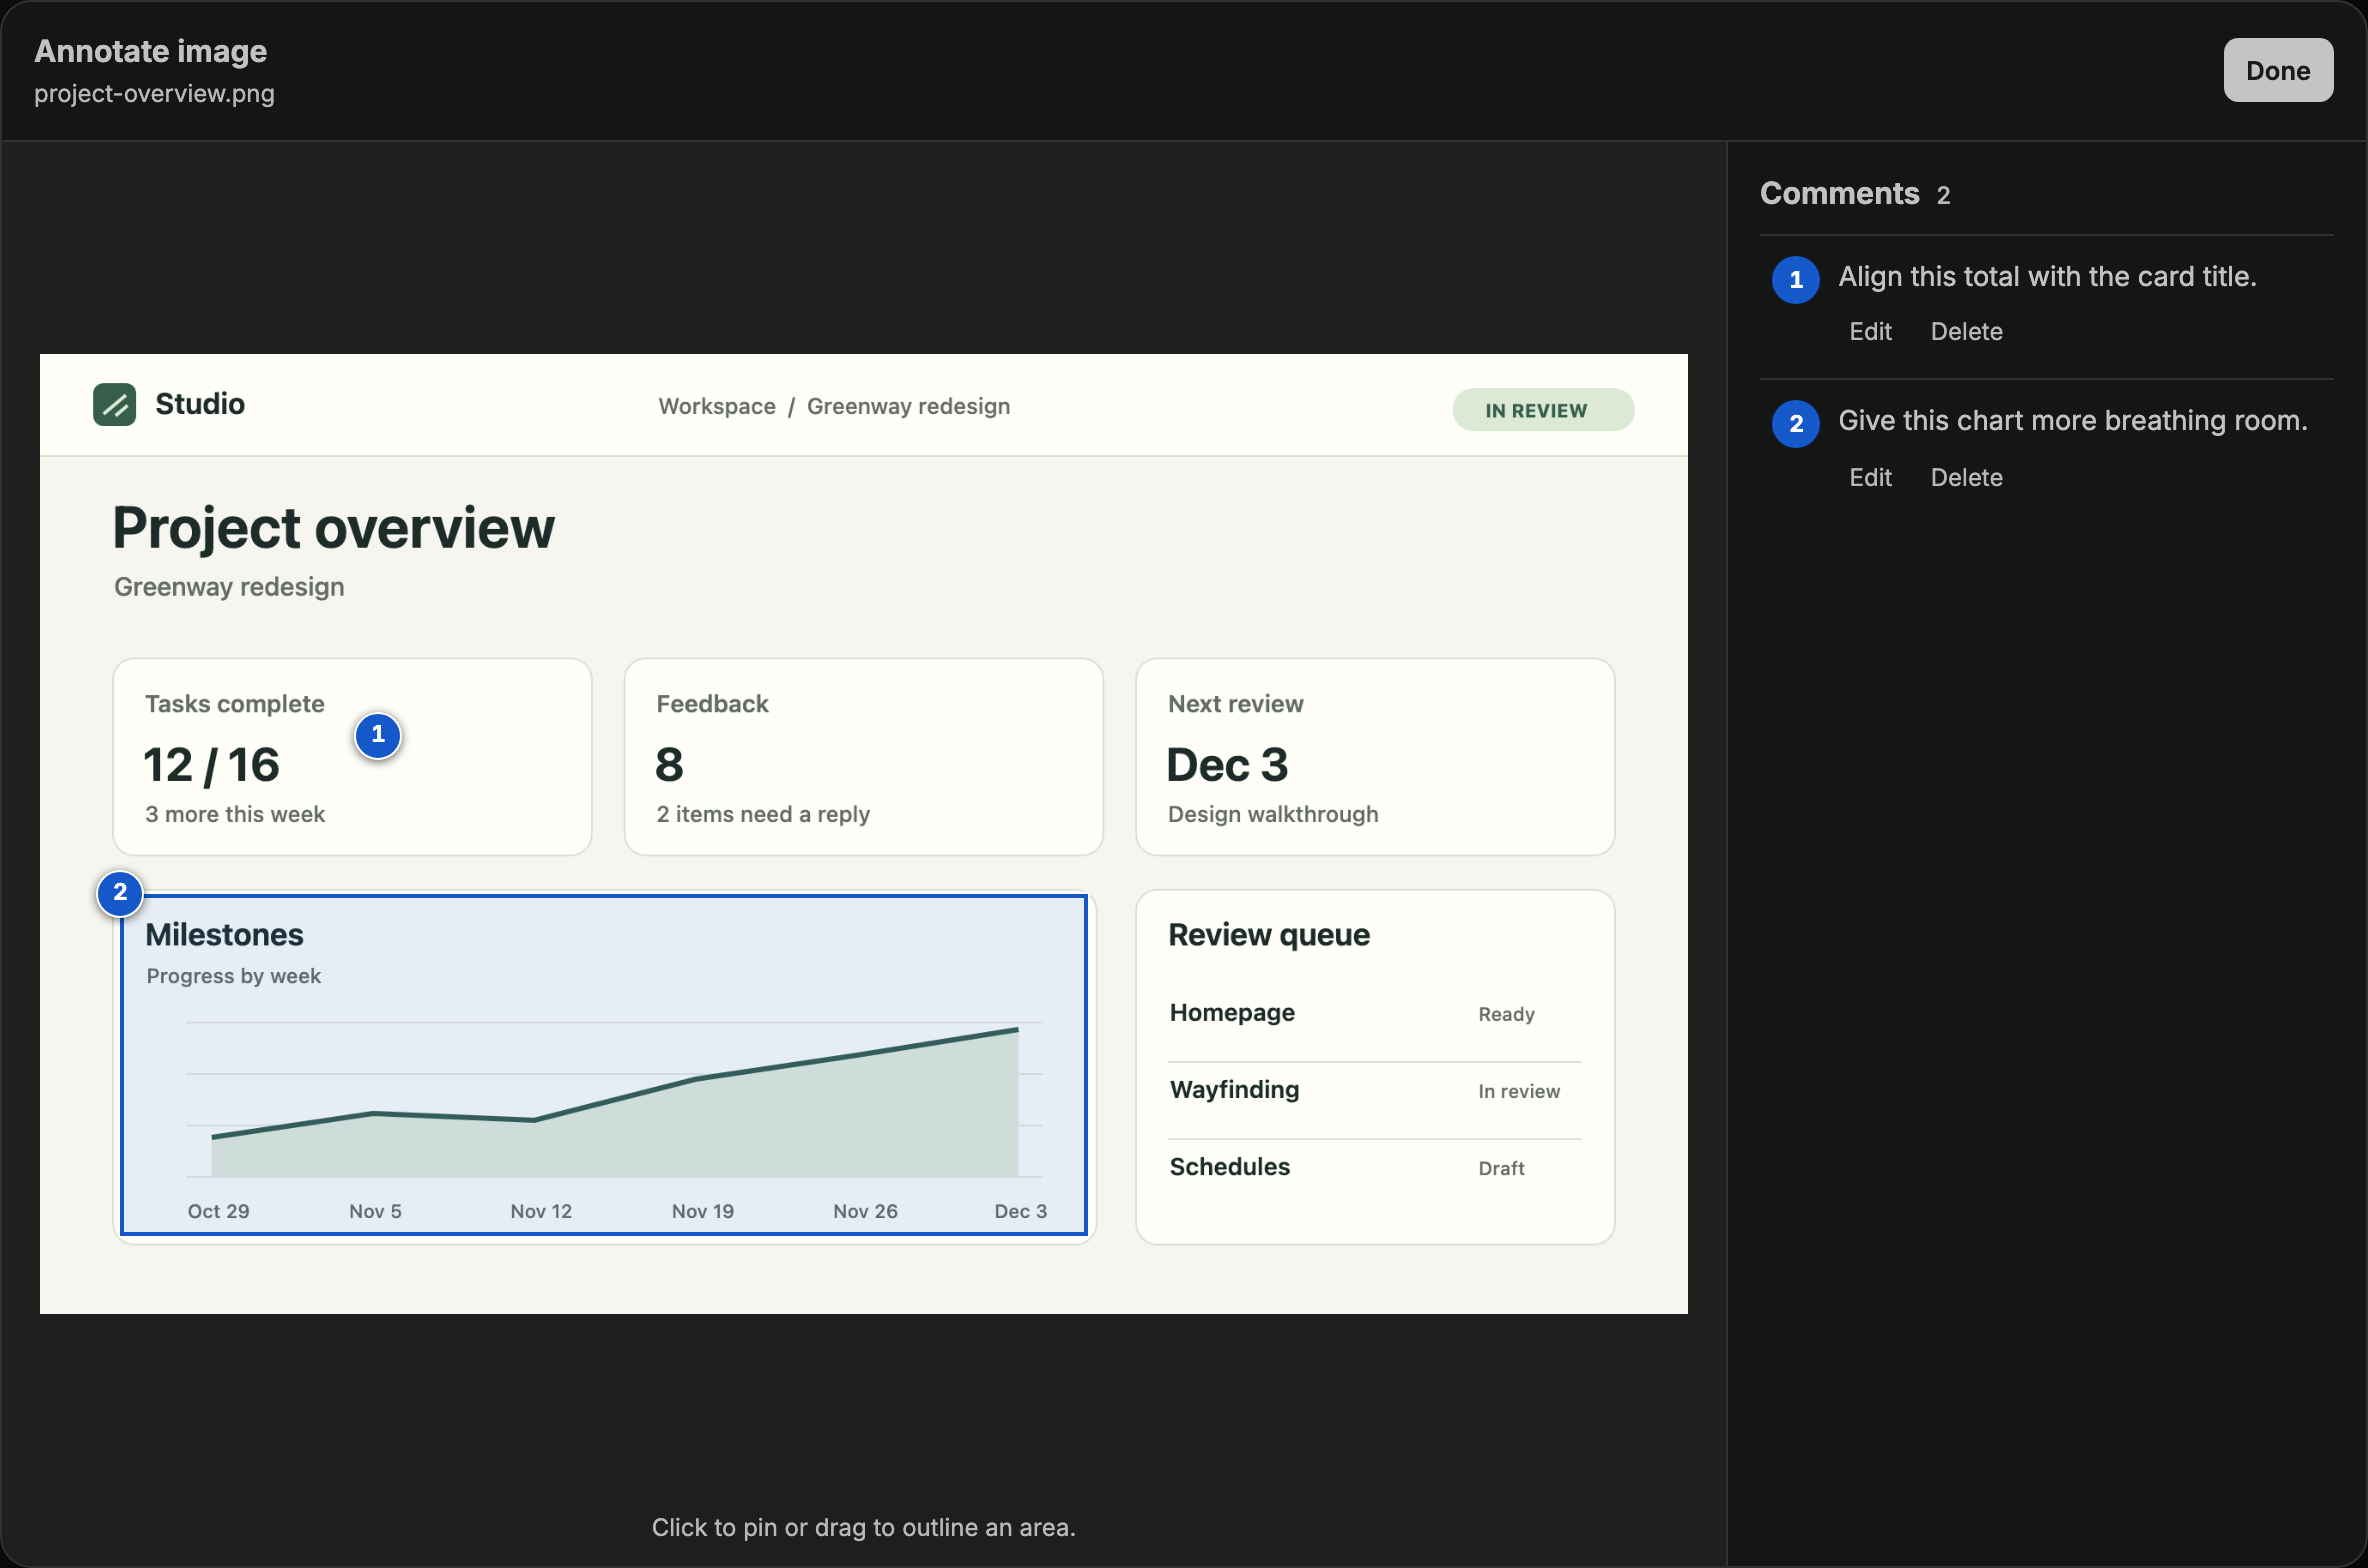 Annotate image
project-overview.png
Done
Studio
Workspace / Greenway redesign
IN REVIEW
Project overview
Greenway redesign
Tasks complete
1
12 / 16
3 more this week
Feedback
8
2 items need a reply
Next review
Dec 3
Design walkthrough
2
Milestones
Progress by week
Oct 29 Nov 5 Nov 12 Nov 19 Nov 26 Dec 3
Review queue
Homepage Ready
Wayfinding In review
Schedules Draft
Click to pin or drag to outline an area.
Comments 2
1 Align this total with the card title.
Edit Delete
2 Give this chart more breathing room.
Edit Delete